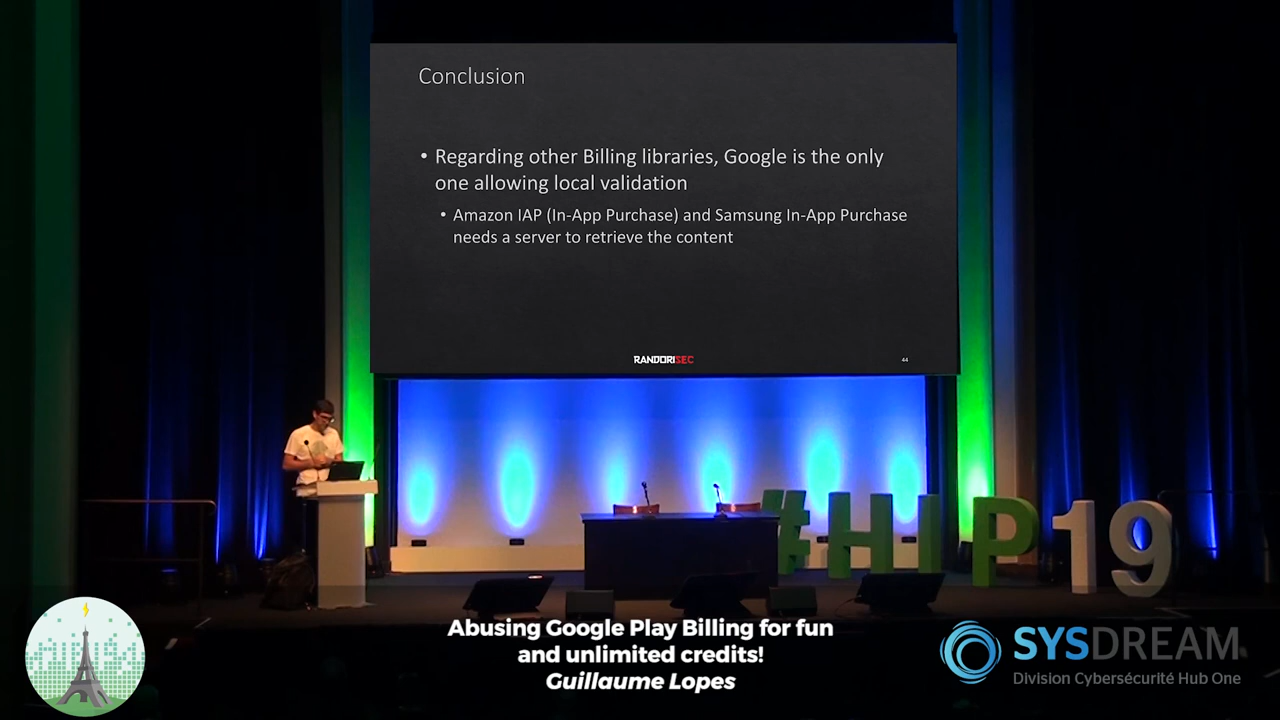 Conclusion
• Regarding other Billing libraries, Google is the only
one allowing local validation
• Amazon IAP (In-App Purchase) and Samsung In-App Purchase
needs a server to retrieve the content
RANDORISEC
44
#HIP19
Abusing Google Play Billing for fun
and unlimited credits!
Guillaume Lopes
SYSDREAM
Division Cybersécurité Hub One